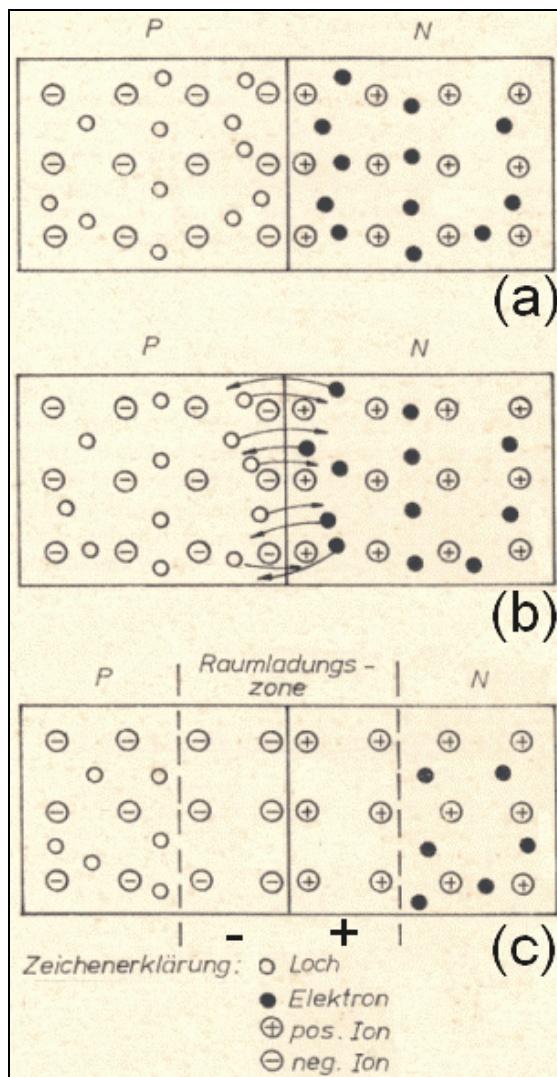 P N
(a)
P N
(b)
Raumladungs-
P zone N
- +
(c)
Zeichenerklärung: ○ Loch
● Elektron
⊕ pos. Ion
⊖ neg. Ion